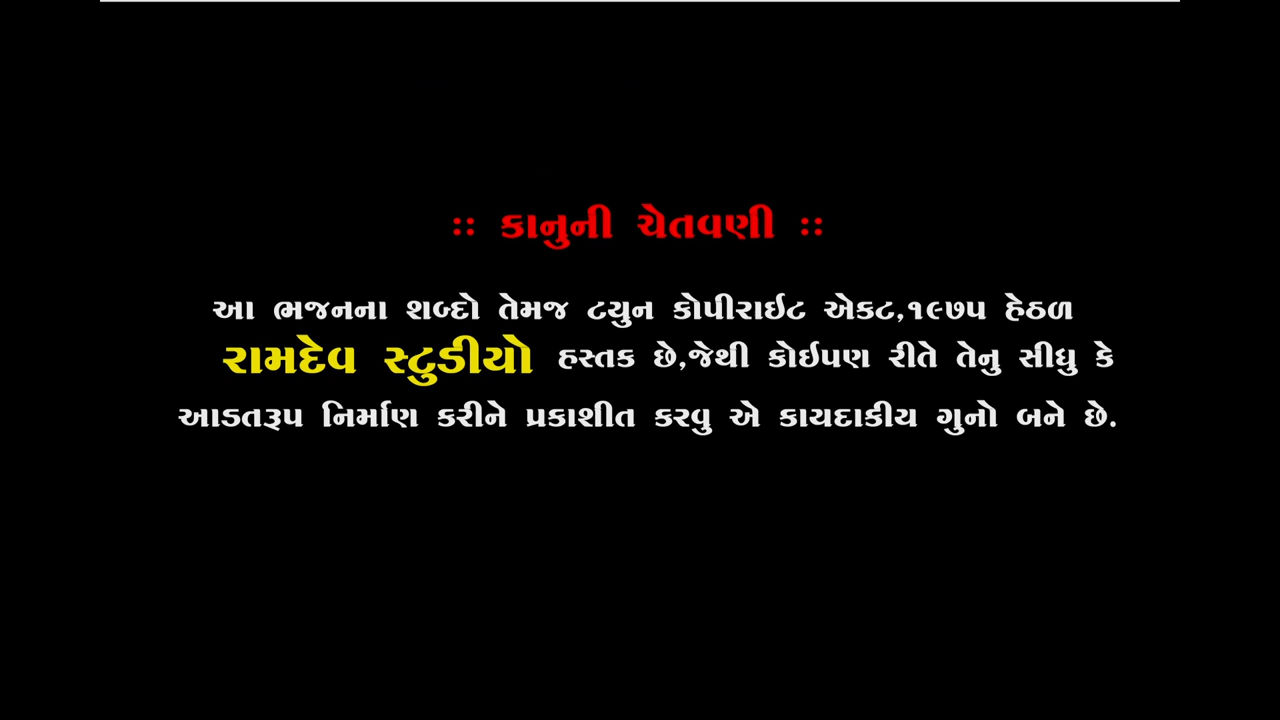 :: કાનુની ચેતવણી ::
આ ભજનના શબ્દો તેમજ ટયુન કોપીરાઈટ એકટ,૧૯૭૫ હેઠળ
રામદેવ સ્ટુડીયો હસ્તક છે,જેથી કોઈપણ રીતે તેનુ સીધુ કે
આડતરૂપ નિર્માણ કરીને પ્રકાશીત કરવુ એ કાયદાકીય ગુનો બને છે.